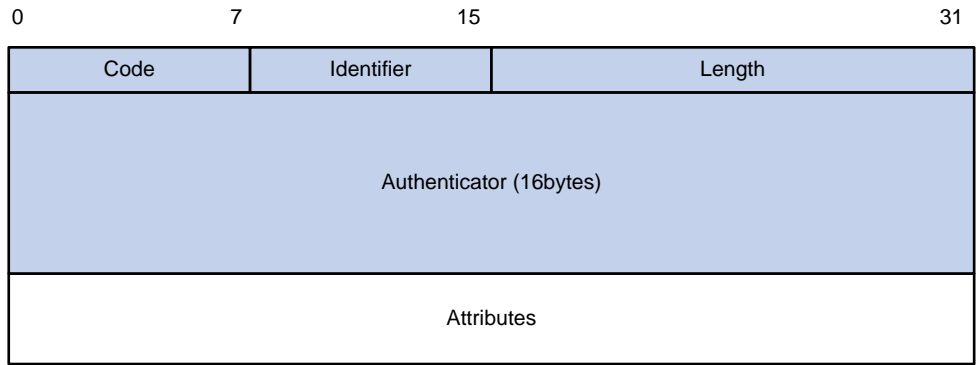 0 7 15 31
Code Identifier Length
Authenticator (16bytes)
Attributes